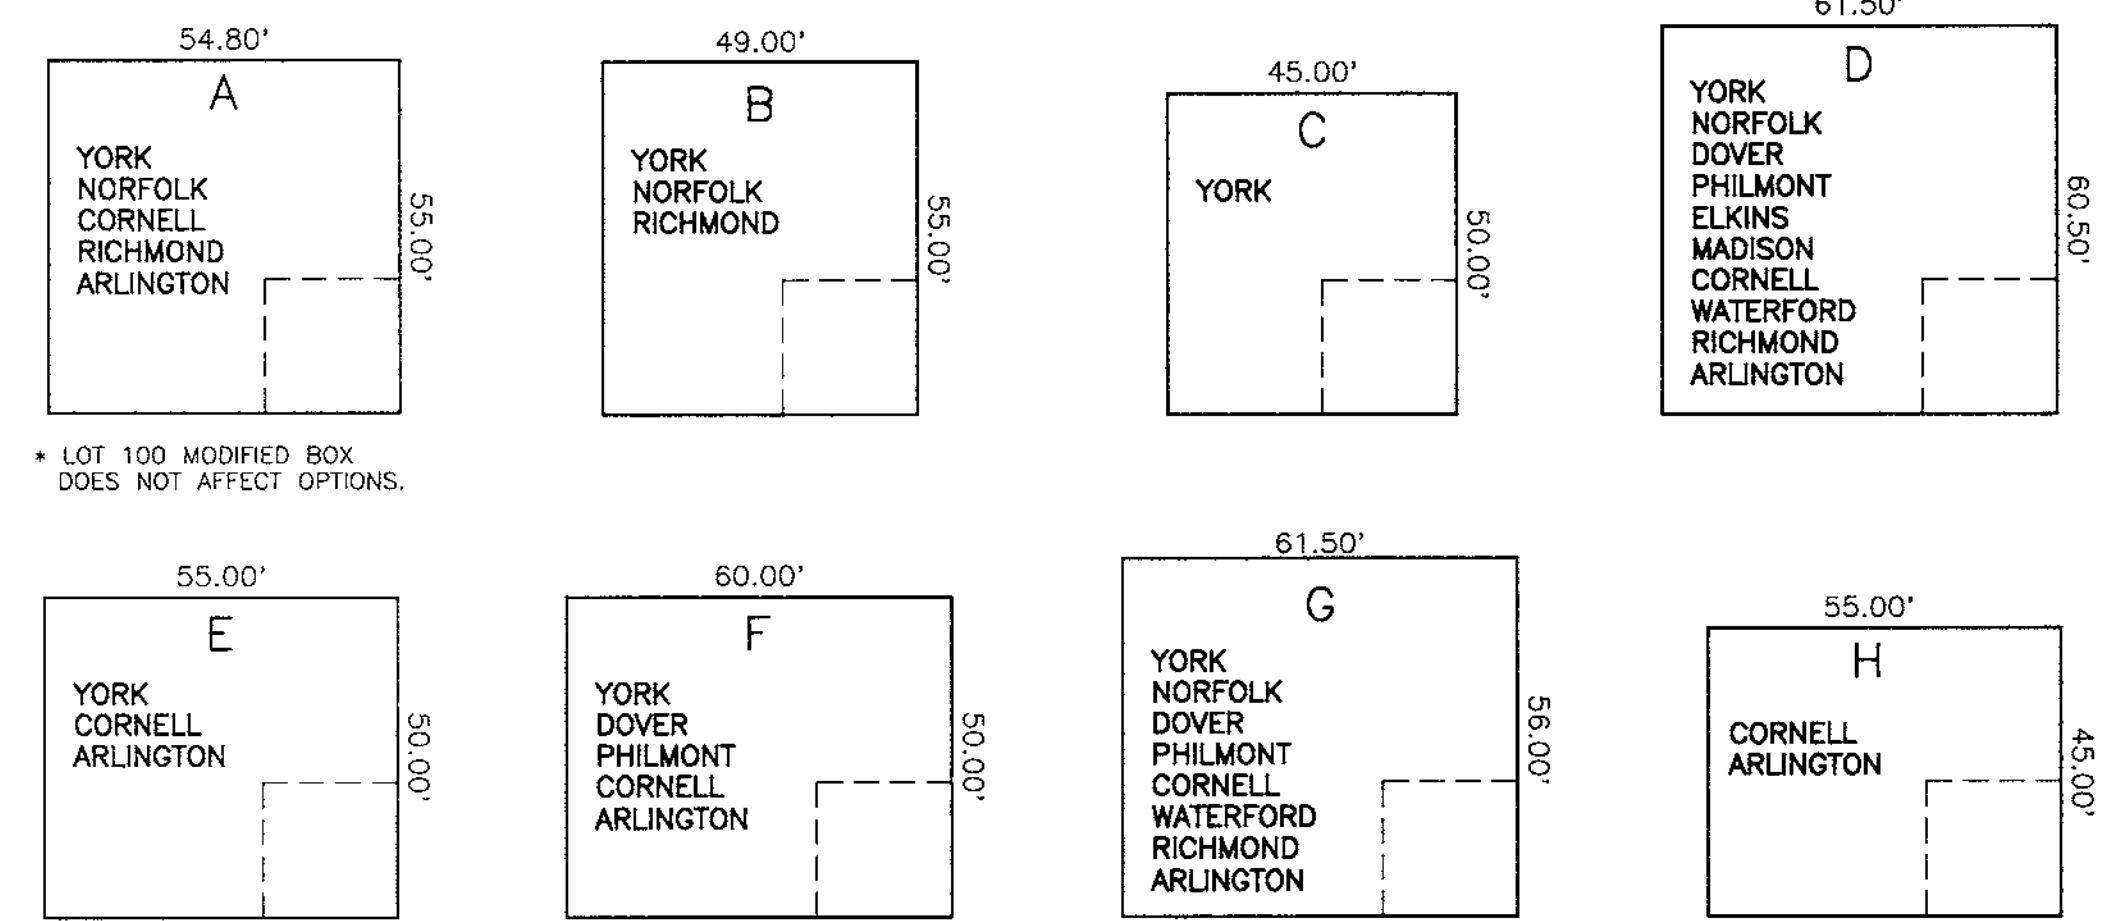 54.80'
A
YORK
NORFOLK
CORNELL
RICHMOND
ARLINGTON
55.00'
* LOT 100 MODIFIED BOX
DOES NOT AFFECT OPTIONS.
49.00'
B
YORK
NORFOLK
RICHMOND
55.00'
45.00'
C
YORK
50.00'
61.50'
D
YORK
NORFOLK
DOVER
PHILMONT
ELKINS
MADISON
CORNELL
WATERFORD
RICHMOND
ARLINGTON
60.50'
55.00'
E
YORK
CORNELL
ARLINGTON
50.00'
60.00'
F
YORK
DOVER
PHILMONT
CORNELL
ARLINGTON
50.00'
61.50'
G
YORK
NORFOLK
DOVER
PHILMONT
CORNELL
WATERFORD
RICHMOND
ARLINGTON
56.00'
55.00'
H
CORNELL
ARLINGTON
45.00'